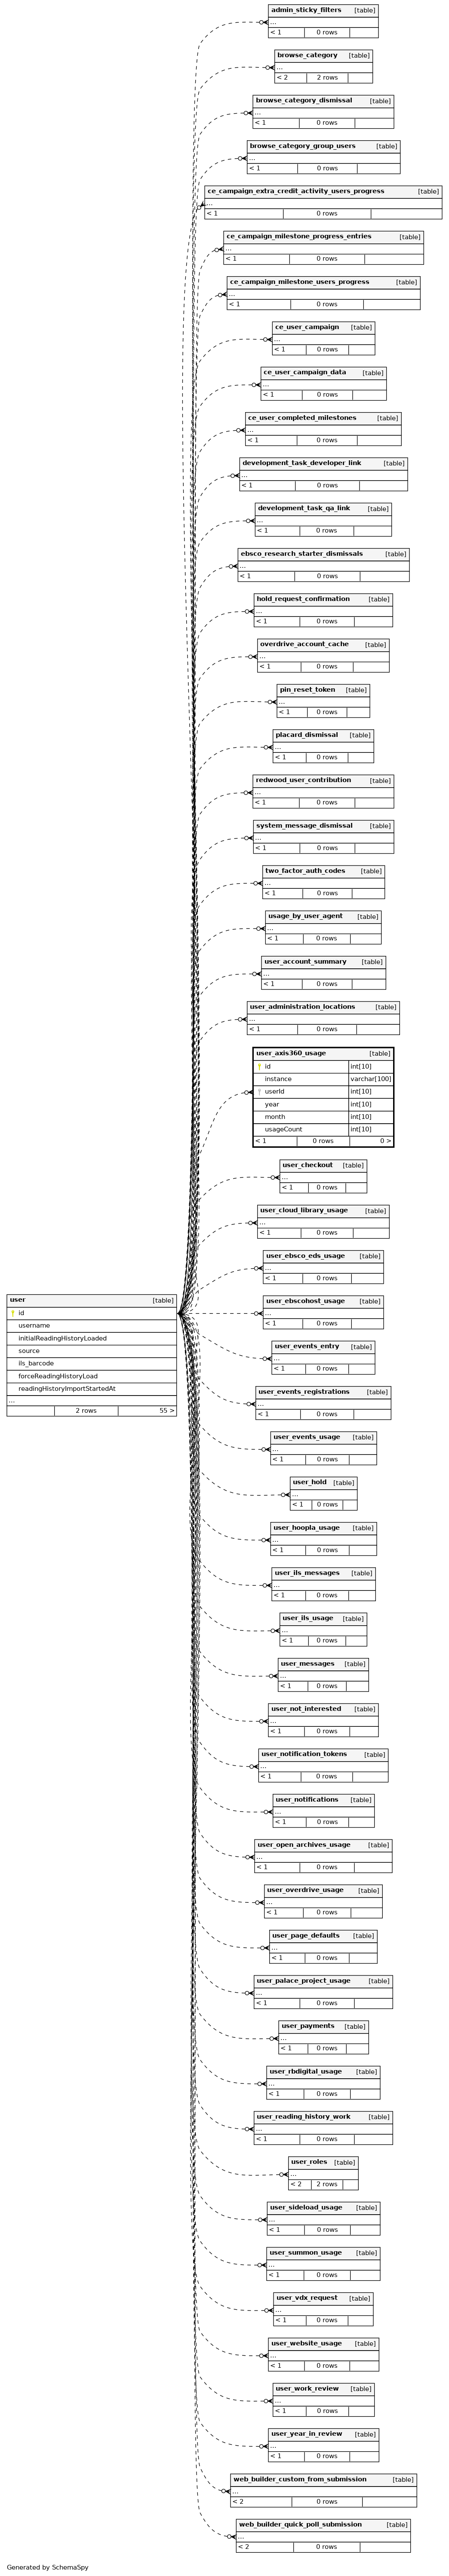 admin_sticky_filters [table]
...
< 1 0 rows
browse_category [table]
...
< 2 2 rows
browse_category_dismissal [table]
...
< 1 0 rows
browse_category_group_users [table]
...
< 1 0 rows
ce_campaign_extra_credit_activity_users_progress [table]
...
< 1 0 rows
ce_campaign_milestone_progress_entries [table]
...
< 1 0 rows
ce_campaign_milestone_users_progress [table]
...
< 1 0 rows
ce_user_campaign [table]
...
< 1 0 rows
ce_user_campaign_data [table]
...
< 1 0 rows
ce_user_completed_milestones [table]
...
< 1 0 rows
development_task_developer_link [table]
...
< 1 0 rows
development_task_qa_link [table]
...
< 1 0 rows
ebsco_research_starter_dismissals [table]
...
< 1 0 rows
hold_request_confirmation [table]
...
< 1 0 rows
overdrive_account_cache [table]
...
< 1 0 rows
pin_reset_token [table]
...
< 1 0 rows
placard_dismissal [table]
...
< 1 0 rows
redwood_user_contribution [table]
...
< 1 0 rows
system_message_dismissal [table]
...
< 1 0 rows
two_factor_auth_codes [table]
...
< 1 0 rows
usage_by_user_agent [table]
...
< 1 0 rows
user_account_summary [table]
...
< 1 0 rows
user_administration_locations [table]
...
< 1 0 rows
user_axis360_usage [table]
id int[10]
instance varchar[100]
userId int[10]
year int[10]
month int[10]
usageCount int[10]
< 1 0 rows 0 >
user_checkout [table]
...
< 1 0 rows
user_cloud_library_usage [table]
...
< 1 0 rows
user_ebsco_eds_usage [table]
...
< 1 0 rows
user_ebscohost_usage [table]
...
< 1 0 rows
user [table]
id
username
initialReadingHistoryLoaded
source
ils_barcode
forceReadingHistoryLoad
readingHistoryImportStartedAt
...
2 rows 55 >
user_events_entry [table]
...
< 1 0 rows
user_events_registrations [table]
...
< 1 0 rows
user_events_usage [table]
...
< 1 0 rows
user_hold [table]
...
< 1 0 rows
user_hoopla_usage [table]
...
< 1 0 rows
user_ils_messages [table]
...
< 1 0 rows
user_ils_usage [table]
...
< 1 0 rows
user_messages [table]
...
< 1 0 rows
user_not_interested [table]
...
< 1 0 rows
user_notification_tokens [table]
...
< 1 0 rows
user_notifications [table]
...
< 1 0 rows
user_open_archives_usage [table]
...
< 1 0 rows
user_overdrive_usage [table]
...
< 1 0 rows
user_page_defaults [table]
...
< 1 0 rows
user_palace_project_usage [table]
...
< 1 0 rows
user_payments [table]
...
< 1 0 rows
user_rbdigital_usage [table]
...
< 1 0 rows
user_reading_history_work [table]
...
< 1 0 rows
user_roles [table]
...
< 2 2 rows
user_sideload_usage [table]
...
< 1 0 rows
user_summon_usage [table]
...
< 1 0 rows
user_vdx_request [table]
...
< 1 0 rows
user_website_usage [table]
...
< 1 0 rows
user_work_review [table]
...
< 1 0 rows
user_year_in_review [table]
...
< 1 0 rows
web_builder_custom_from_submission [table]
...
< 2 0 rows
web_builder_quick_poll_submission [table]
...
< 2 0 rows
Generated by SchemaSpy